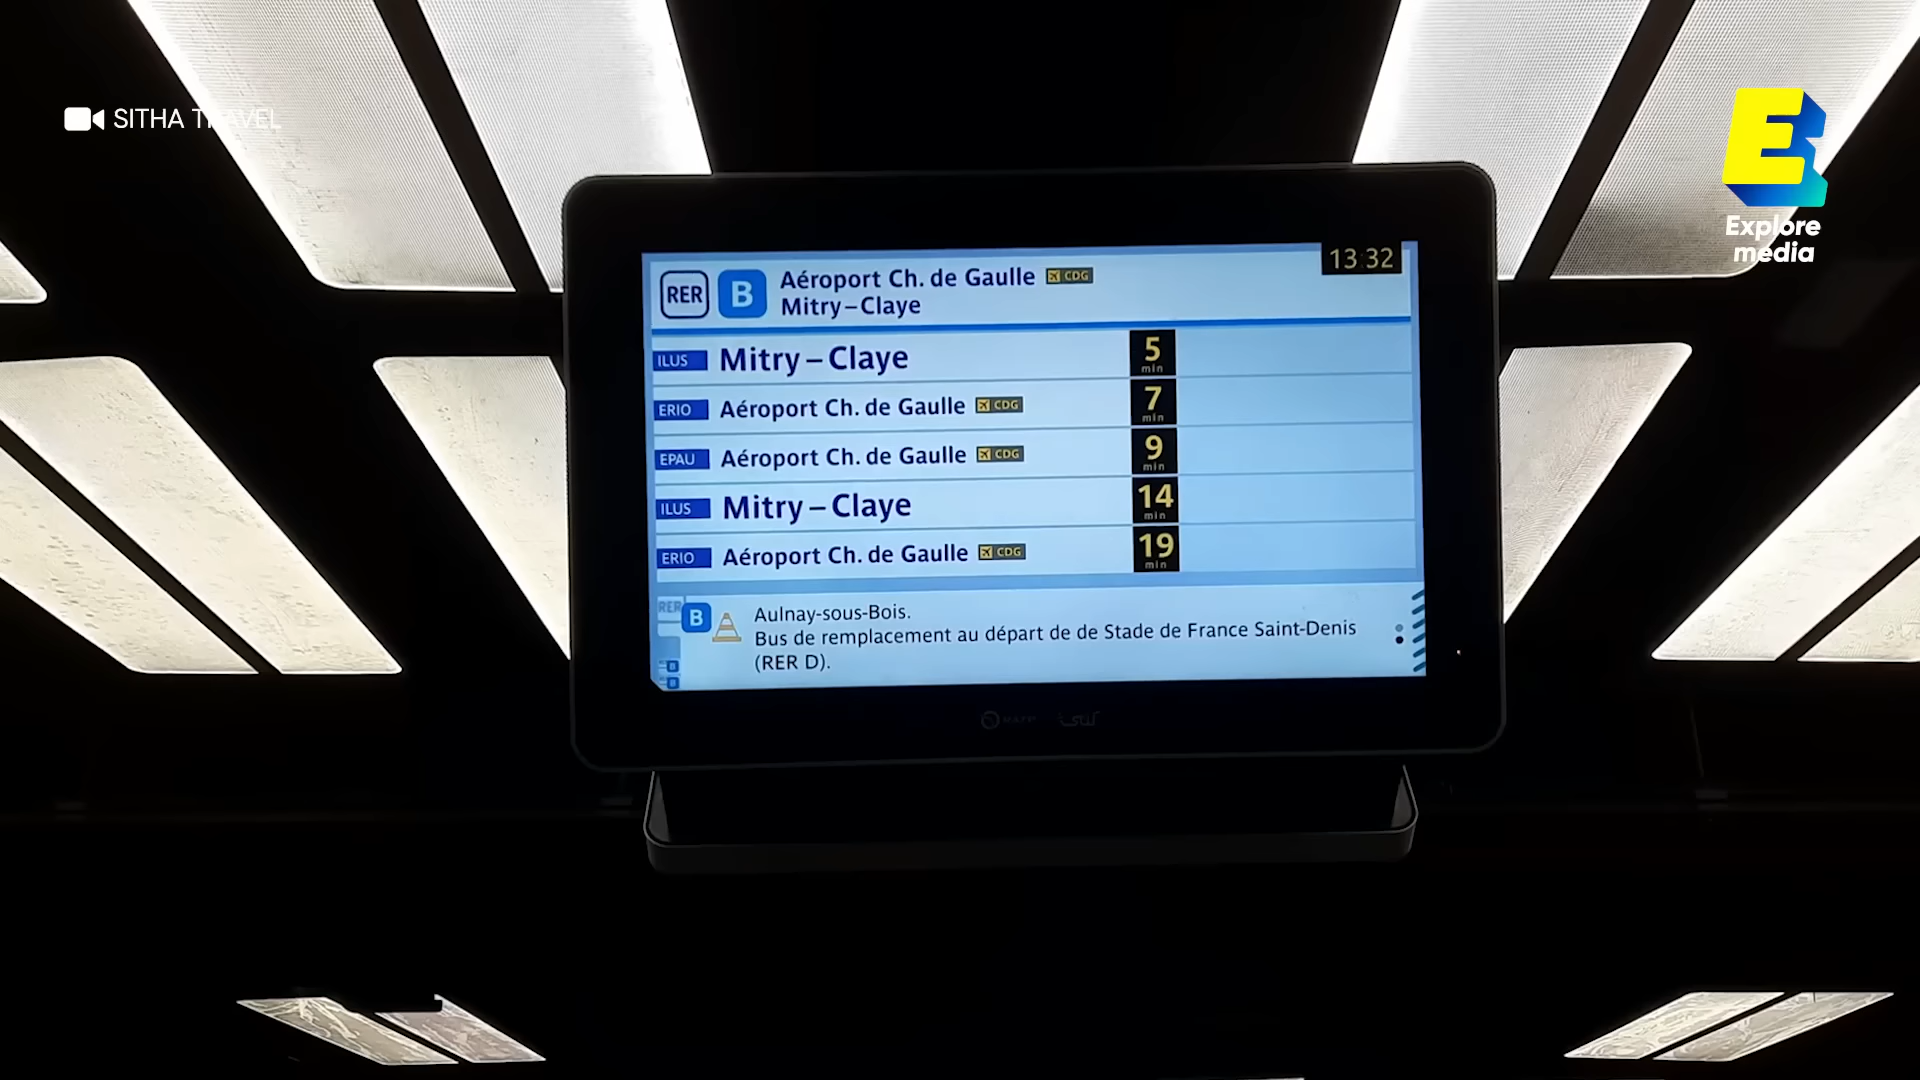 SITHA TRAVEL
Explore
media
13:32
RER B Aéroport Ch. de Gaulle CDG
Mitry–Claye
ILUS Mitry–Claye 5 min
ERIO Aéroport Ch. de Gaulle CDG 7 min
EPAU Aéroport Ch. de Gaulle CDG 9 min
ILUS Mitry–Claye 14 min
ERIO Aéroport Ch. de Gaulle CDG 19 min
RER B Aulnay-sous-Bois.
Bus de remplacement au départ de de Stade de France Saint-Denis
(RER D).